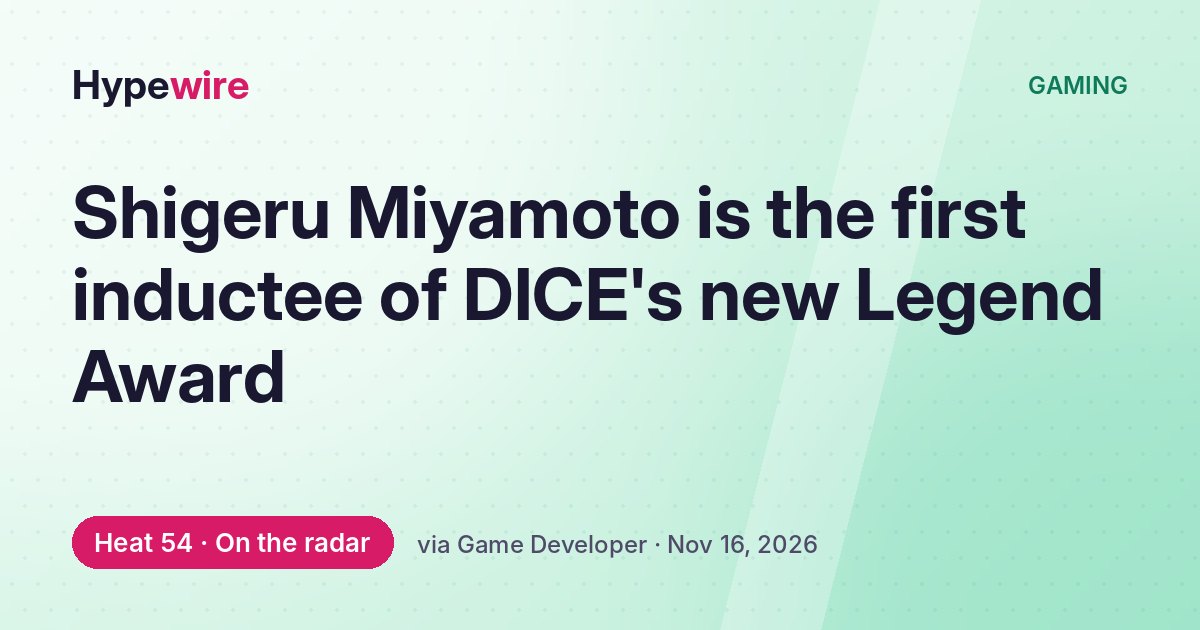 Hypewire
GAMING
Shigeru Miyamoto is the first
inductee of DICE's new Legend
Award
Heat 54 · On the radar
via Game Developer · Nov 16, 2026